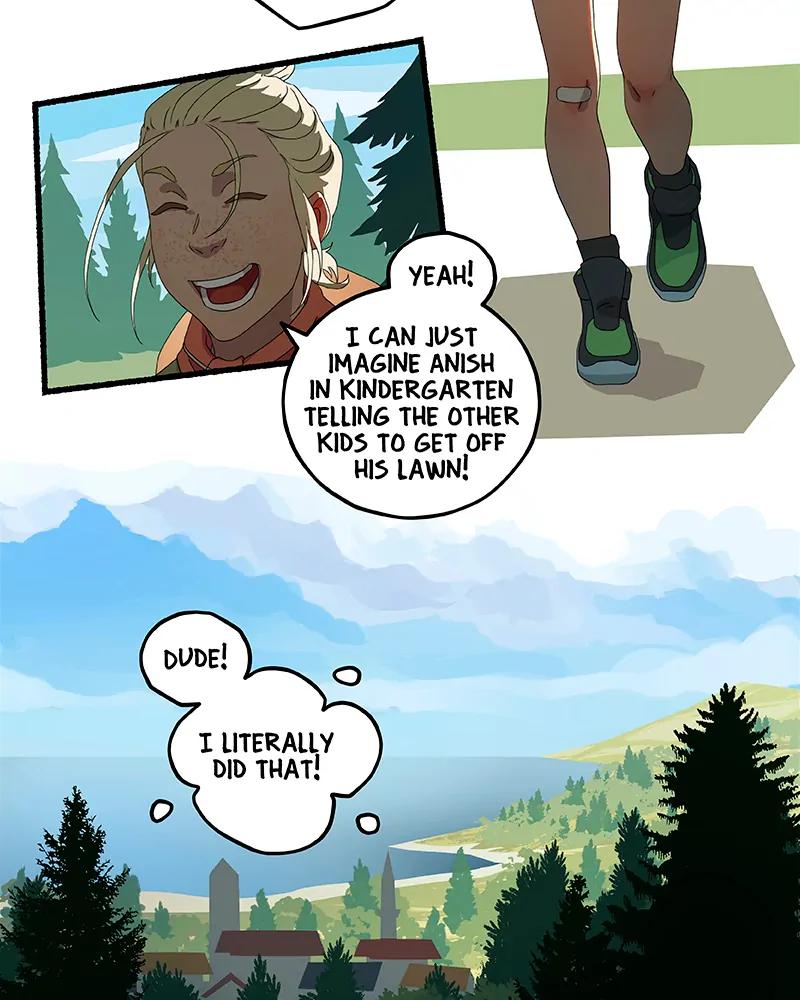 YEAH!
I CAN JUST
IMAGINE ANISH
IN KINDERGARTEN
TELLING THE OTHER
KIDS TO GET OFF
HIS LAWN!
DUDE!
I LITERALLY
DID THAT!